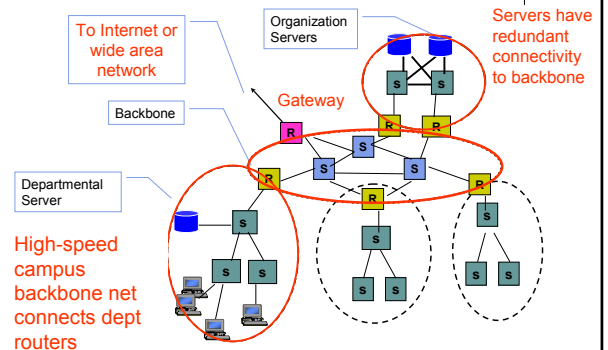 To Internet or
wide area
network
Organization
Servers
Servers have
redundant
connectivity
to backbone
Gateway
Backbone
S
S
R
R
R
S
S
S
R
R
R
Departmental
Server
S
S
S
S
S
S
S
S
S
High-speed
campus
backbone net
connects dept
routers